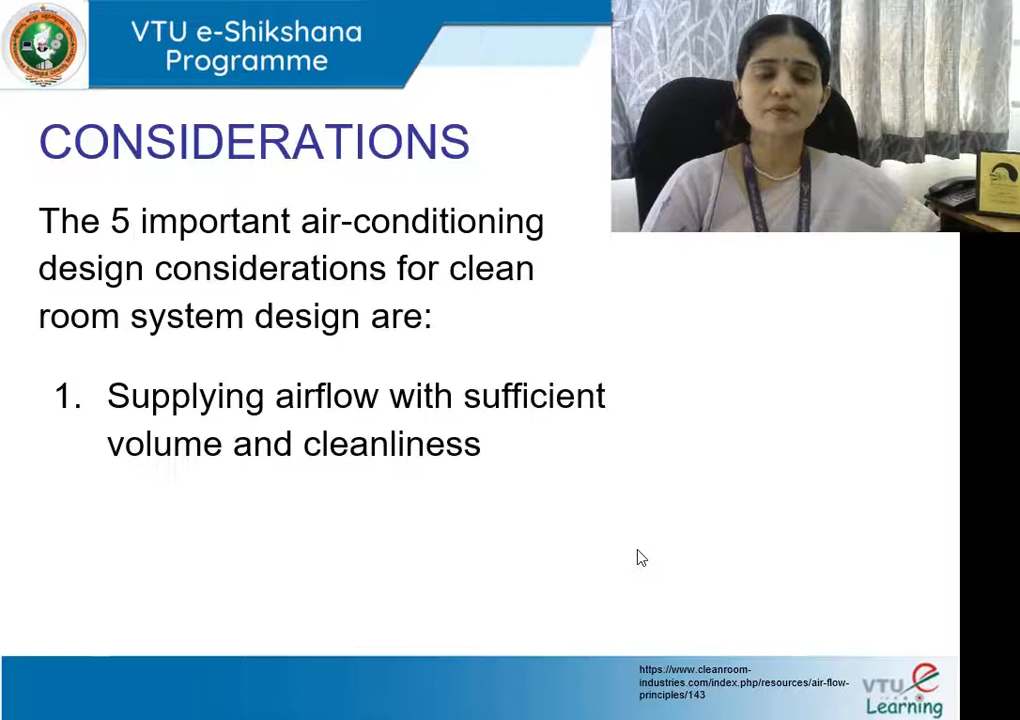 VTU e-Shikshana
Programme
CONSIDERATIONS
The 5 important air-conditioning
design considerations for clean
room system design are:
1. Supplying airflow with sufficient
volume and cleanliness
https://www.cleanroom-
industries.com/index.php/resources/air-flow-
principles/143
VTU e
Learning